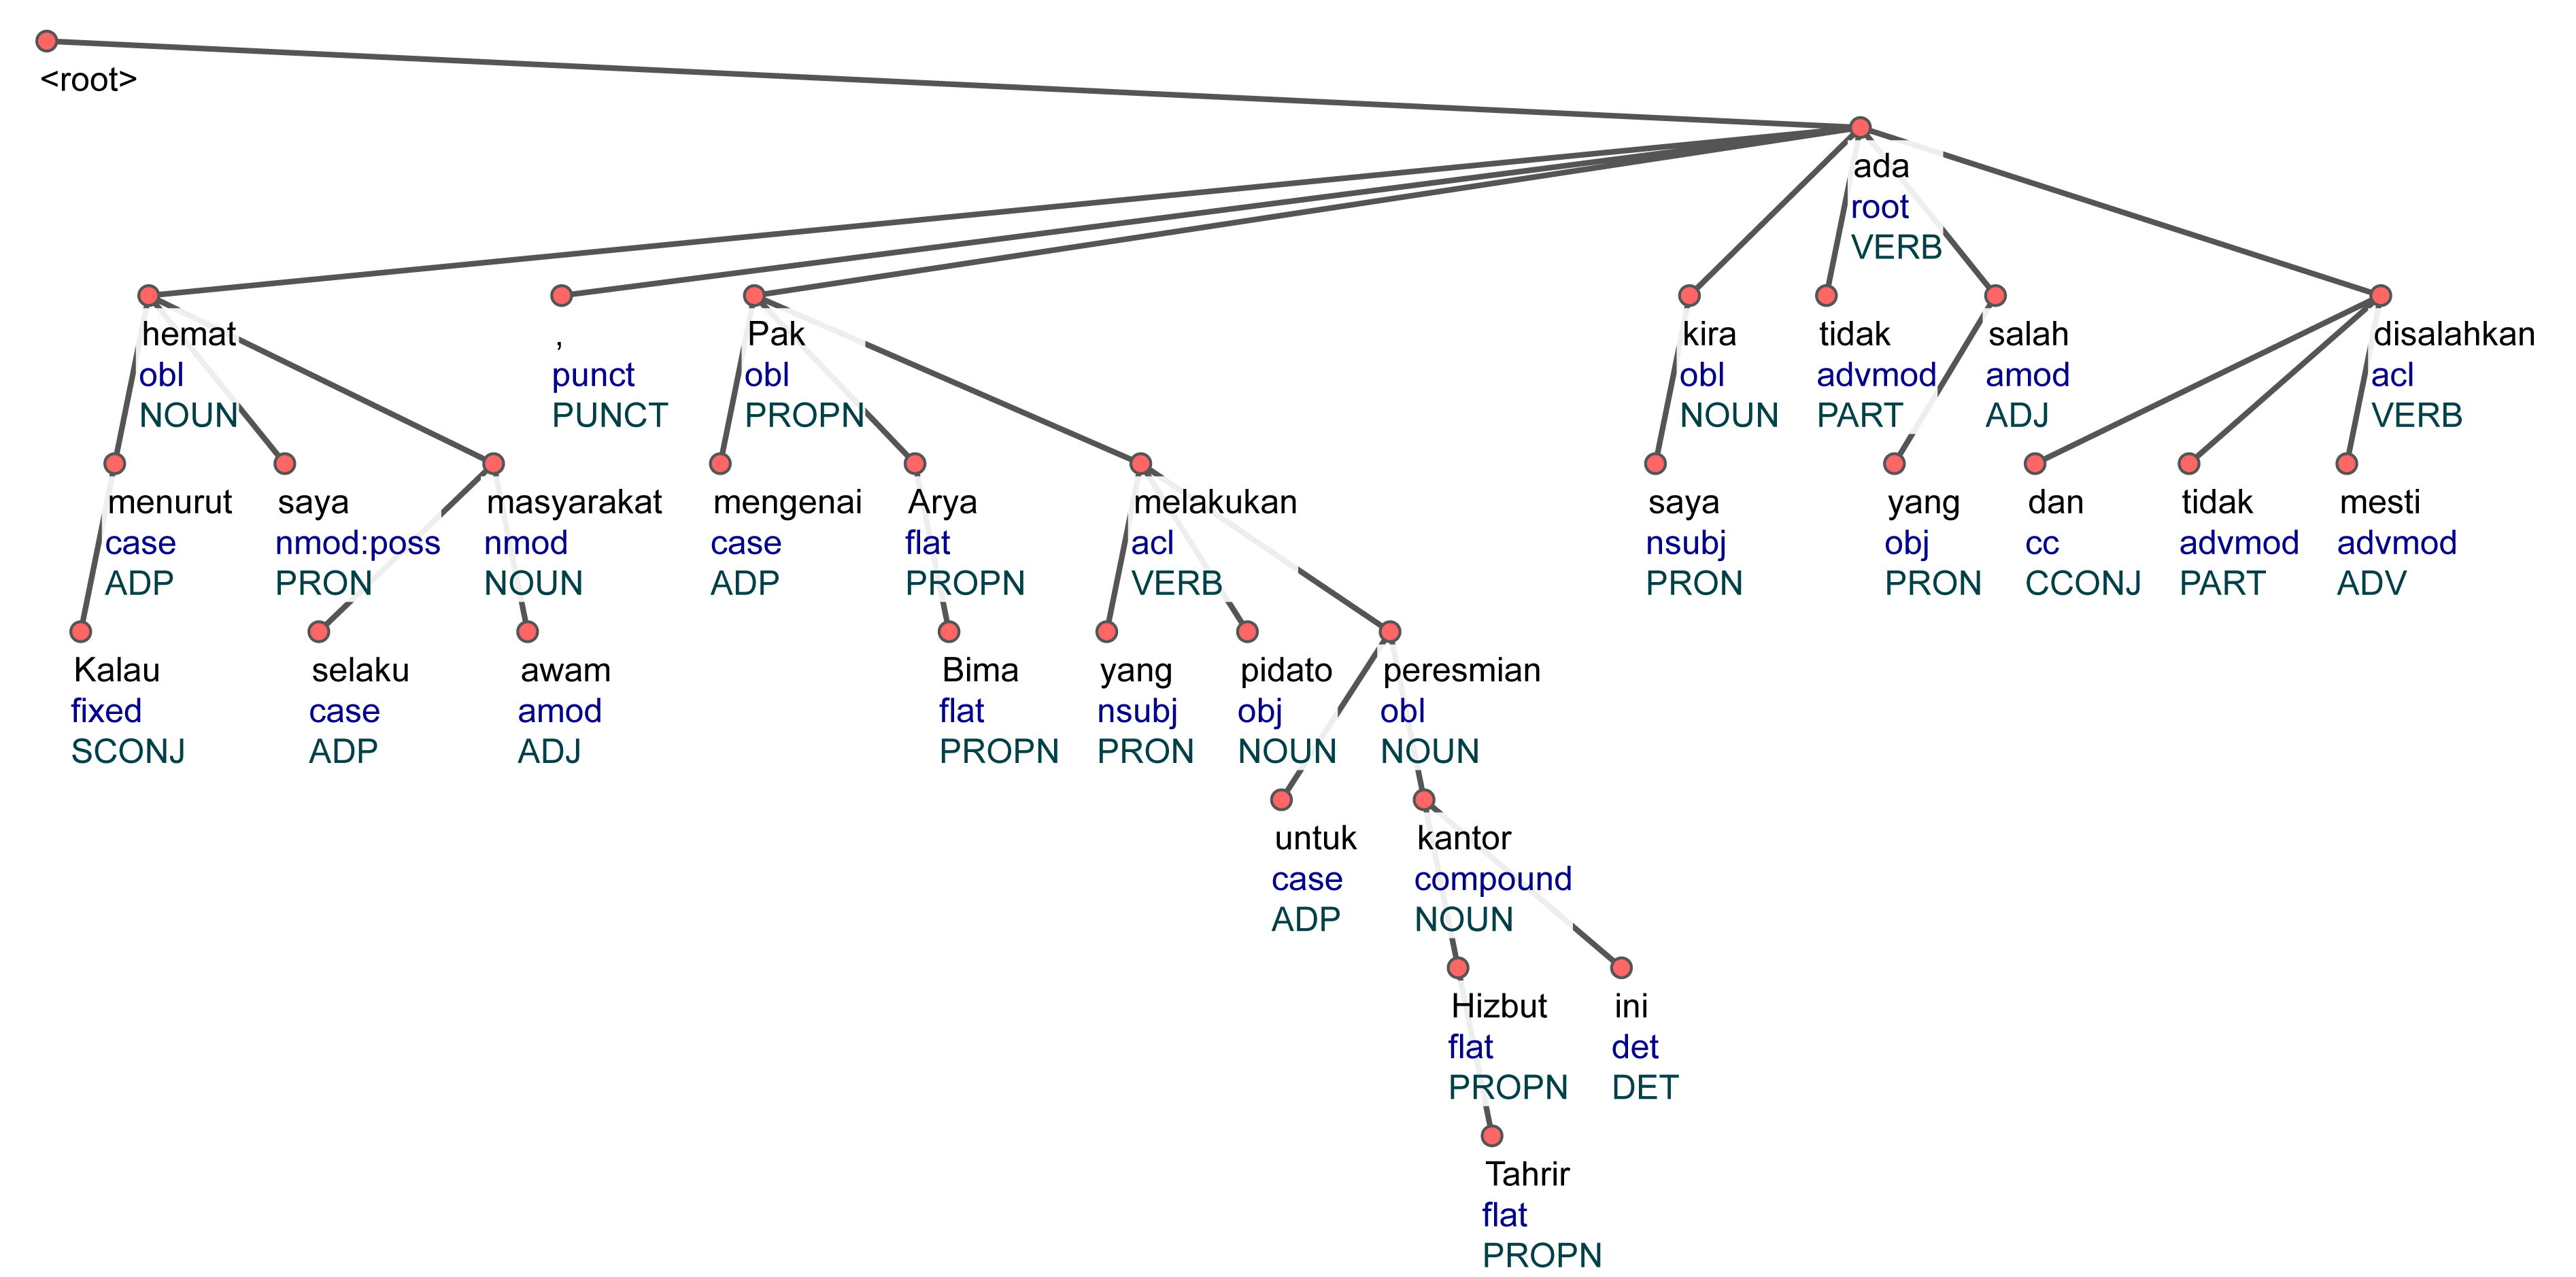 <root>
ada
root
VERB
hemat
obl
NOUN
,
punct
PUNCT
Pak
obl
PROPN
kira
obl
NOUN
tidak
advmod
PART
salah
amod
ADJ
disalahkan
acl
VERB
menurut
case
ADP
saya
nmod:poss
PRON
masyarakat
nmod
NOUN
mengenai
case
ADP
Arya
flat
PROPN
melakukan
acl
VERB
saya
nsubj
PRON
yang
obj
PRON
dan
cc
CCONJ
tidak
advmod
PART
mesti
advmod
ADV
Kalau
fixed
SCONJ
selaku
case
ADP
awam
amod
ADJ
Bima
flat
PROPN
yang
nsubj
PRON
pidato
obj
NOUN
peresmian
obl
NOUN
untuk
case
ADP
kantor
compound
NOUN
Hizbut
flat
PROPN
ini
det
DET
Tahrir
flat
PROPN